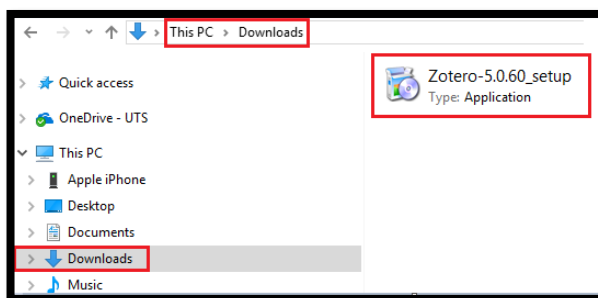 This PC > Downloads
Zotero-5.0.60_setup
Type: Application
Quick access
OneDrive - UTS
This PC
Apple iPhone
Desktop
Documents
Downloads
Music